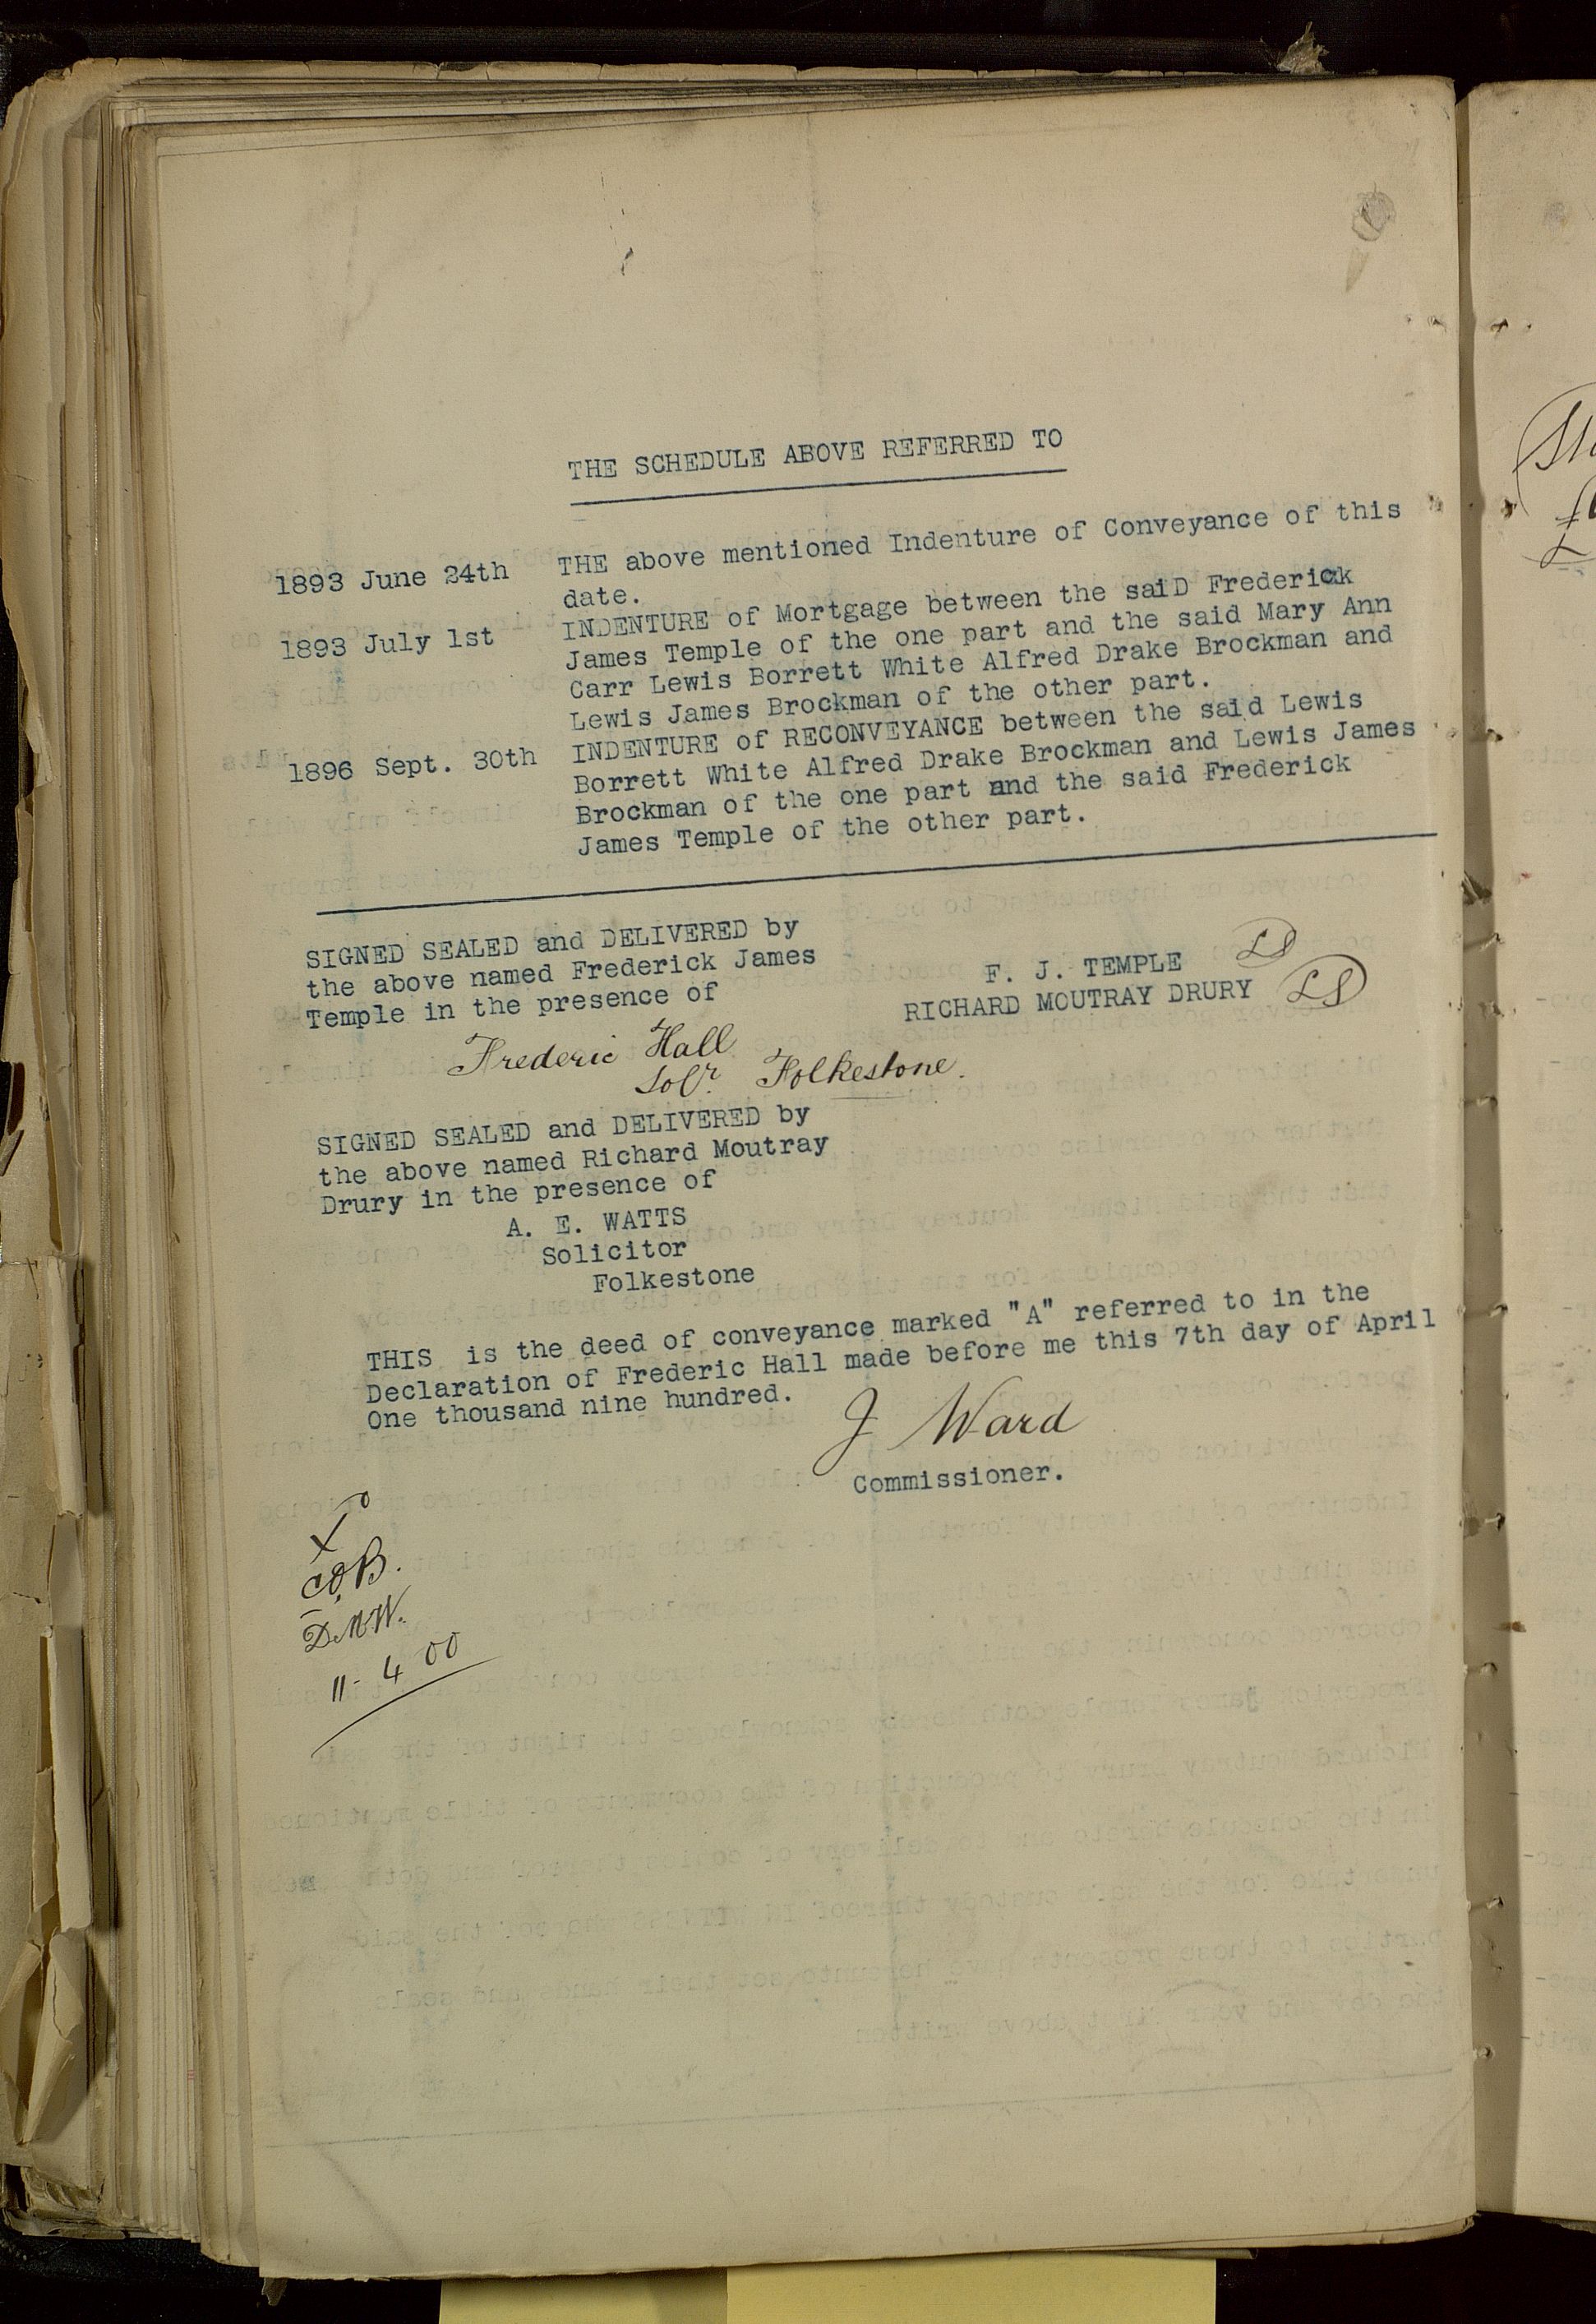 THE SCHEDULE ABOVE REFERRED TO
1893 June 24th THE above mentioned Indenture of Conveyance of this
date.
1893 July 1st INDENTURE of Mortgage between the saiD Frederick
James Temple of the one part and the said Mary Ann
Carr Lewis Borrett White Alfred Drake Brockman and
Lewis James Brockman of the other part.
1896 Sept. 30th INDENTURE of RECONVEYANCE between the said Lewis
Borrett White Alfred Drake Brockman and Lewis James
Brockman of the one part and the said Frederick
James Temple of the other part.
SIGNED SEALED and DELIVERED by
the above named Frederick James
Temple in the presence of
F. J. TEMPLE LS
RICHARD MOUTRAY DRURY LS
Frederic Hall
Solr. Folkestone.
SIGNED SEALED and DELIVERED by
the above named Richard Moutray
Drury in the presence of
A. E. WATTS
Solicitor
Folkestone
THIS is the deed of conveyance marked "A" referred to in the
Declaration of Frederic Hall made before me this 7th day of April
One thousand nine hundred.
J Ward
Commissioner.
D.M.W.
11-4 00